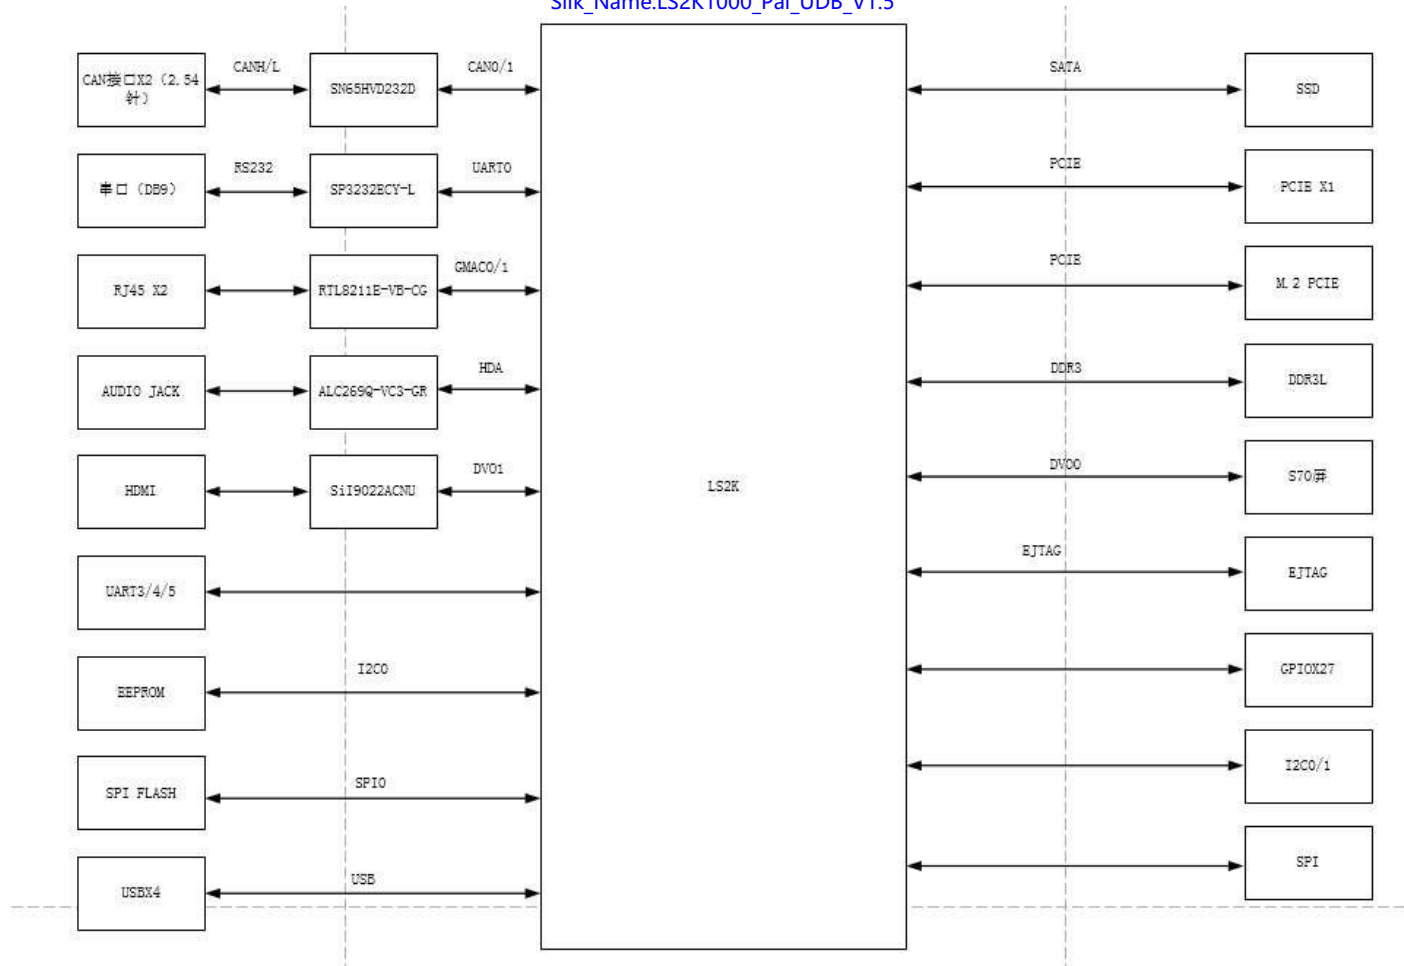 Silk_Name:LS2K1000_Pai_UDB_V1.5
CANH/L
CAN0/1
SATA
CAN接口X2（2.54
针）
SN65HVD232D
SSD
RS232
UART0
PCIE
串口（DB9）
SP3232ECY-L
PCIE X1
GMAC0/1
PCIE
RJ45 X2
RTL8211E-VB-CG
M.2 PCIE
HDA
DDR3
AUDIO JACK
ALC269Q-VC3-GR
DDR3L
DVO1
DVO0
HDMI
SiI9022ACNU
LS2K
S70屏
EJTAG
UART3/4/5
EJTAG
I2C0
EEPROM
GPIOX27
SPI0
SPI FLASH
I2C0/1
USB
USBX4
SPI